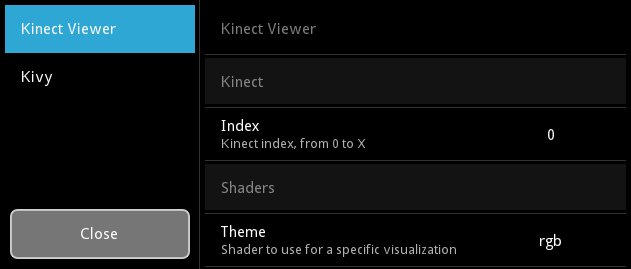 Kinect Viewer
Kivy
Close
Kinect Viewer
Kinect
Index
Kinect index, from 0 to X
0
Shaders
Theme
Shader to use for a specific visualization
rgb